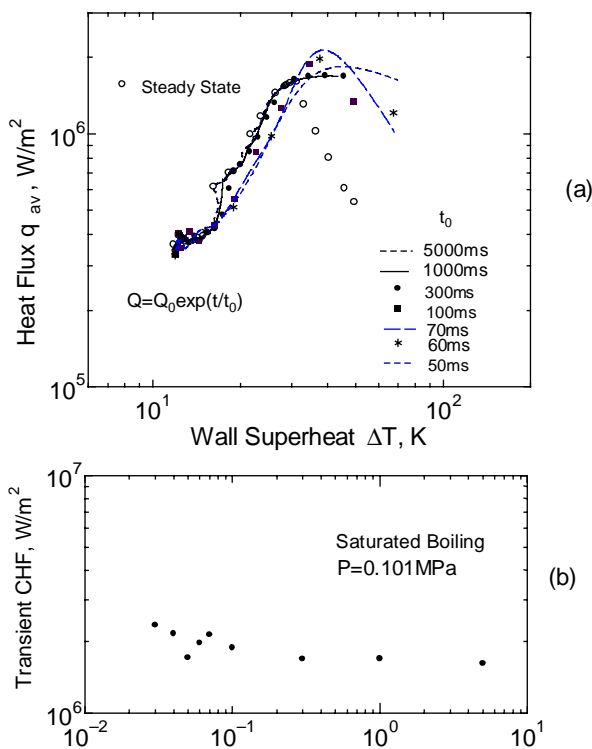 10⁶
10⁵
10¹
10²
Heat Flux q av, W/m²
Wall Superheat ΔT, K
Steady State
Q=Q₀exp(t/t₀)
(a)
t₀
5000ms
1000ms
300ms
100ms
70ms
60ms
50ms
10⁷
10⁶
10⁻²
10⁻¹
10⁰
10¹
Transient CHF, W/m²
Saturated Boiling
P=0.101MPa
(b)